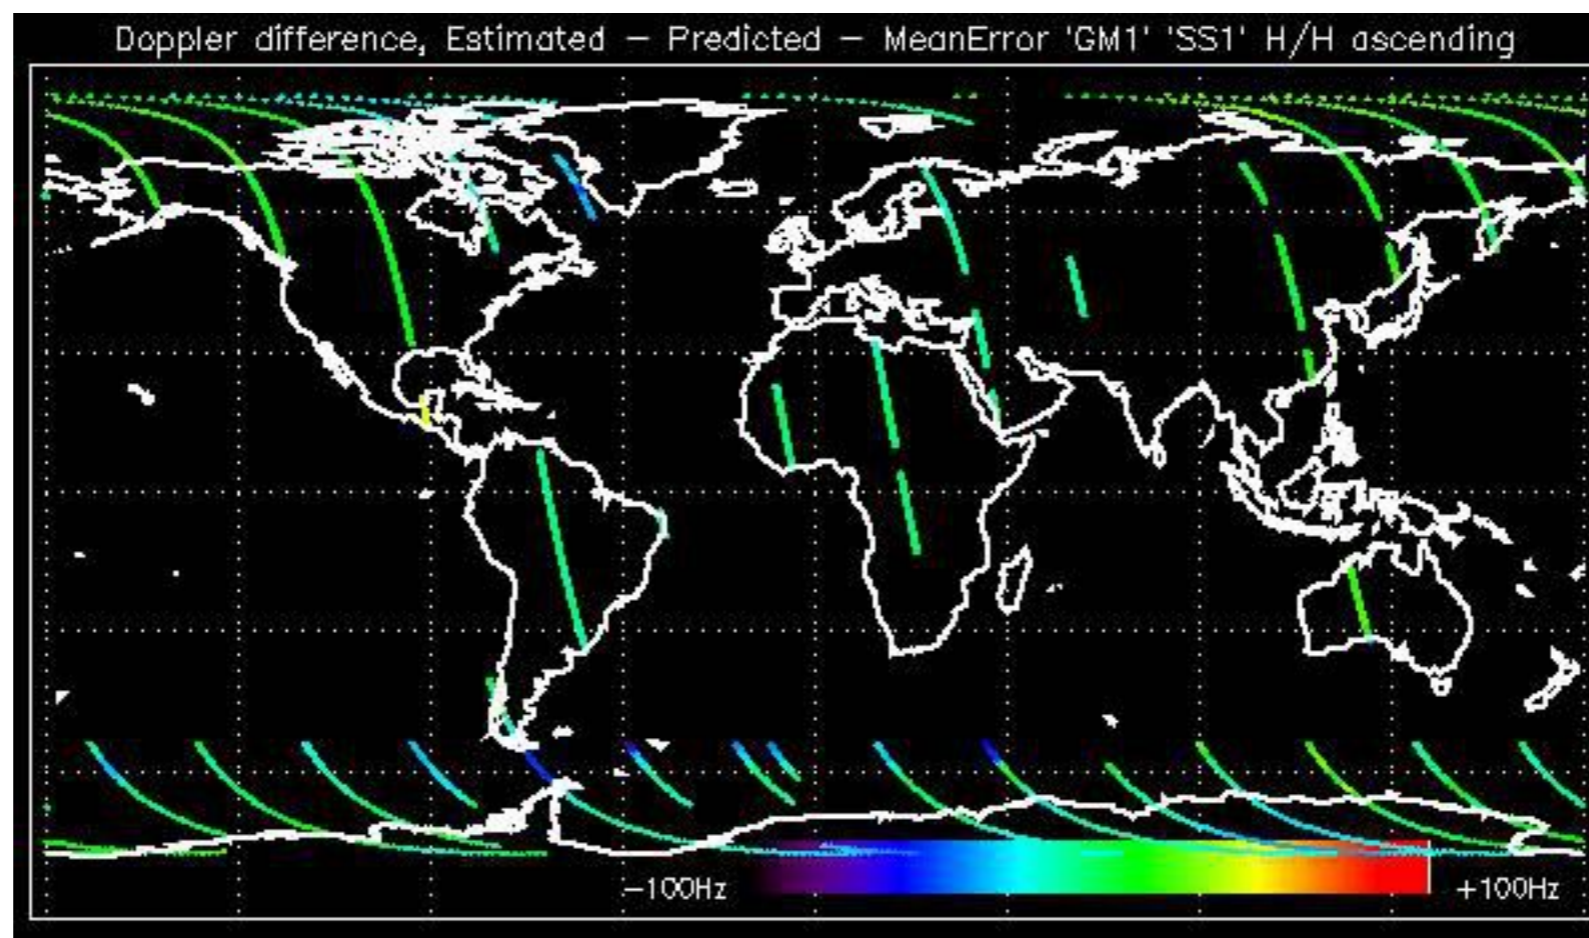 Doppler difference, Estimated – Predicted – MeanError 'GM1' 'SS1' H/H ascending
–100Hz
+100Hz